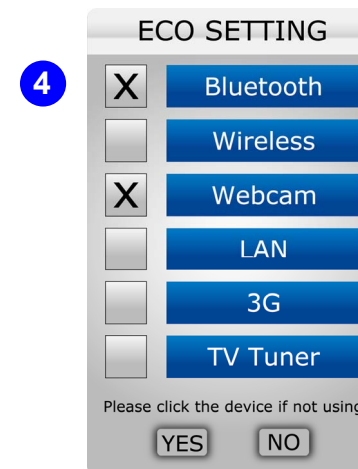 ECO SETTING
4
X Bluetooth
Wireless
X Webcam
LAN
3G
TV Tuner
Please click the device if not using
YES NO